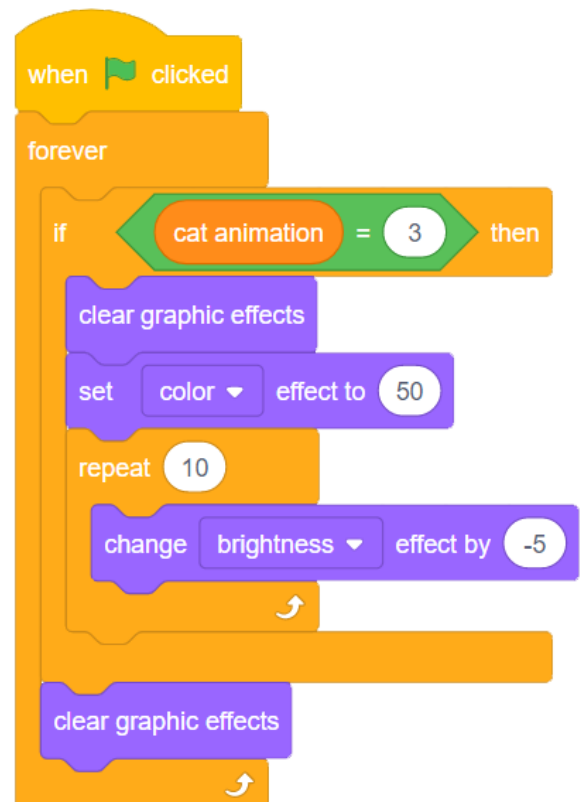 when clicked
forever
if cat animation = 3 then
clear graphic effects
set color effect to 50
repeat 10
change brightness effect by -5
clear graphic effects